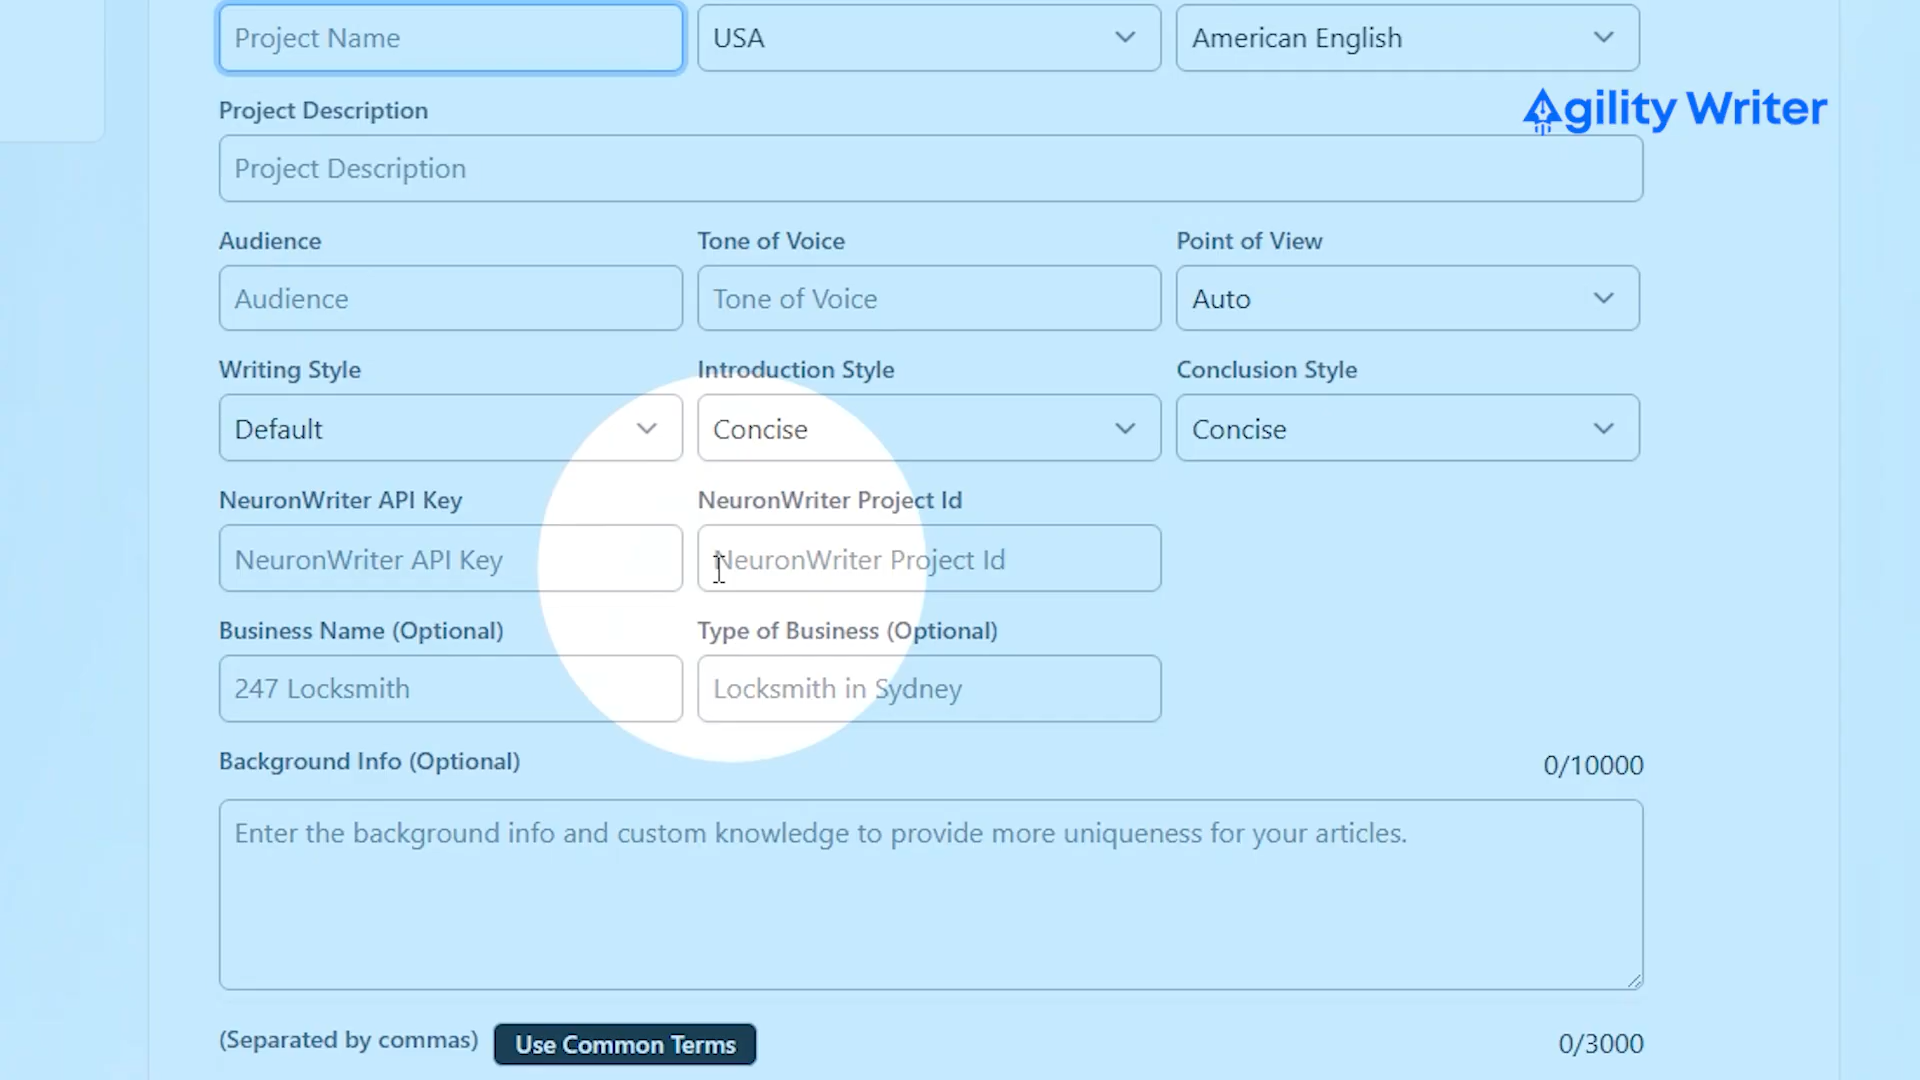 Project Name
USA
American English
Agility Writer
Project Description
Project Description
Audience
Tone of Voice
Point of View
Audience
Tone of Voice
Auto
Writing Style
Introduction Style
Conclusion Style
Default
Concise
Concise
NeuronWriter API Key
NeuronWriter Project Id
NeuronWriter API Key
NeuronWriter Project Id
Business Name (Optional)
Type of Business (Optional)
247 Locksmith
Locksmith in Sydney
Background Info (Optional)
0/10000
Enter the background info and custom knowledge to provide more uniqueness for your articles.
(Separated by commas)
Use Common Terms
0/3000